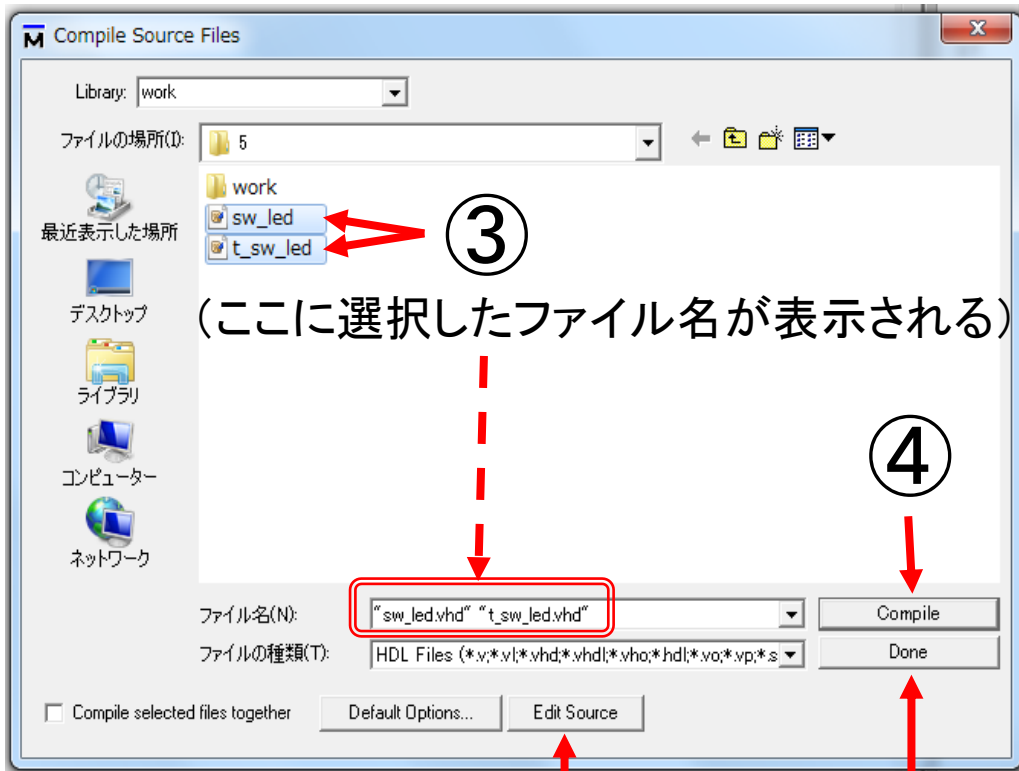 Compile Source Files
Library: work
ファイルの場所(I): 5
work
sw_led
t_sw_led
③
最近表示した場所
デスクトップ
(ここに選択したファイル名が表示される)
ライブラリ
コンピューター
④
ネットワーク
ファイル名(N): "sw_led.vhd" "t_sw_led.vhd" Compile
ファイルの種類(T): HDL Files (*.v;*.vl;*.vhd;*.vhdl;*.vho;*.hdl;*.vo;*.vp;*.s Done
Compile selected files together Default Options... Edit Source